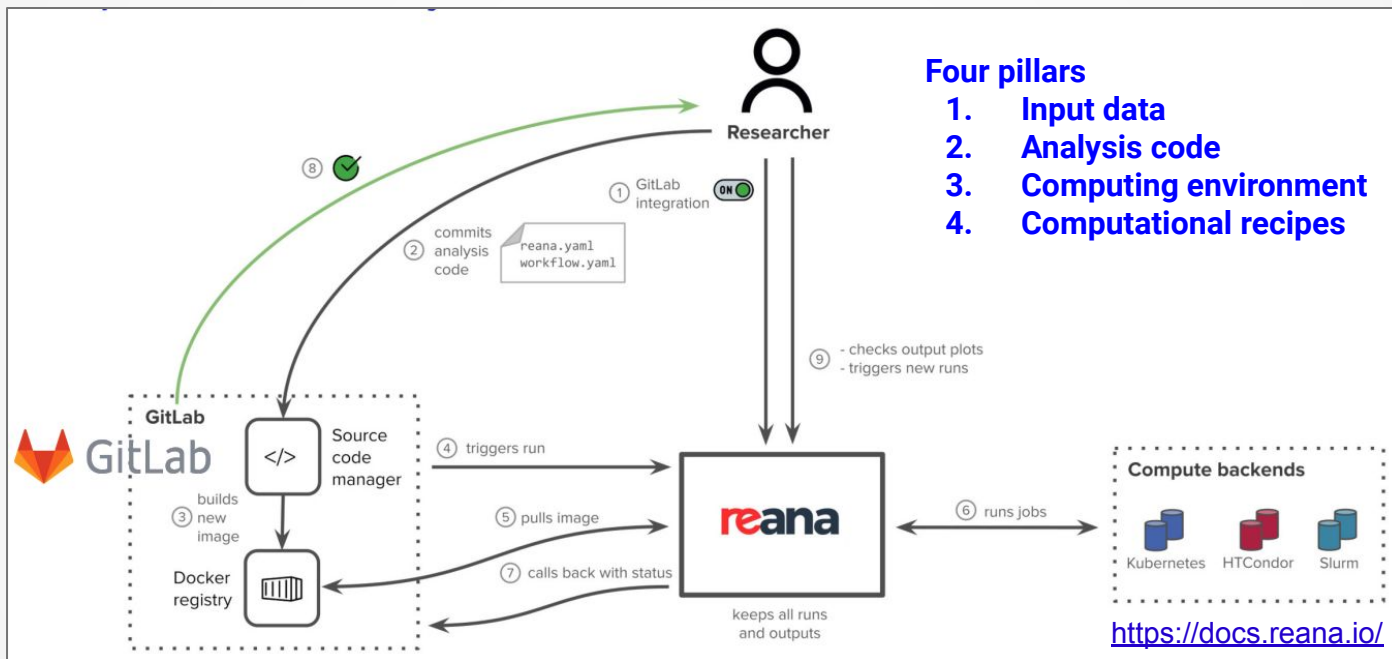 Researcher
Four pillars
1. Input data
2. Analysis code
3. Computing environment
4. Computational recipes
8
1 GitLab
integration
ON
2 commits
analysis
code
reana.yaml
workflow.yaml
9 - checks output plots
- triggers new runs
GitLab
GitLab
</>
Source
code
manager
3 builds
new
image
Docker
registry
4 triggers run
5 pulls image
7 calls back with status
reana
keeps all runs
and outputs
6 runs jobs
Compute backends
Kubernetes HTCondor Slurm
https://docs.reana.io/